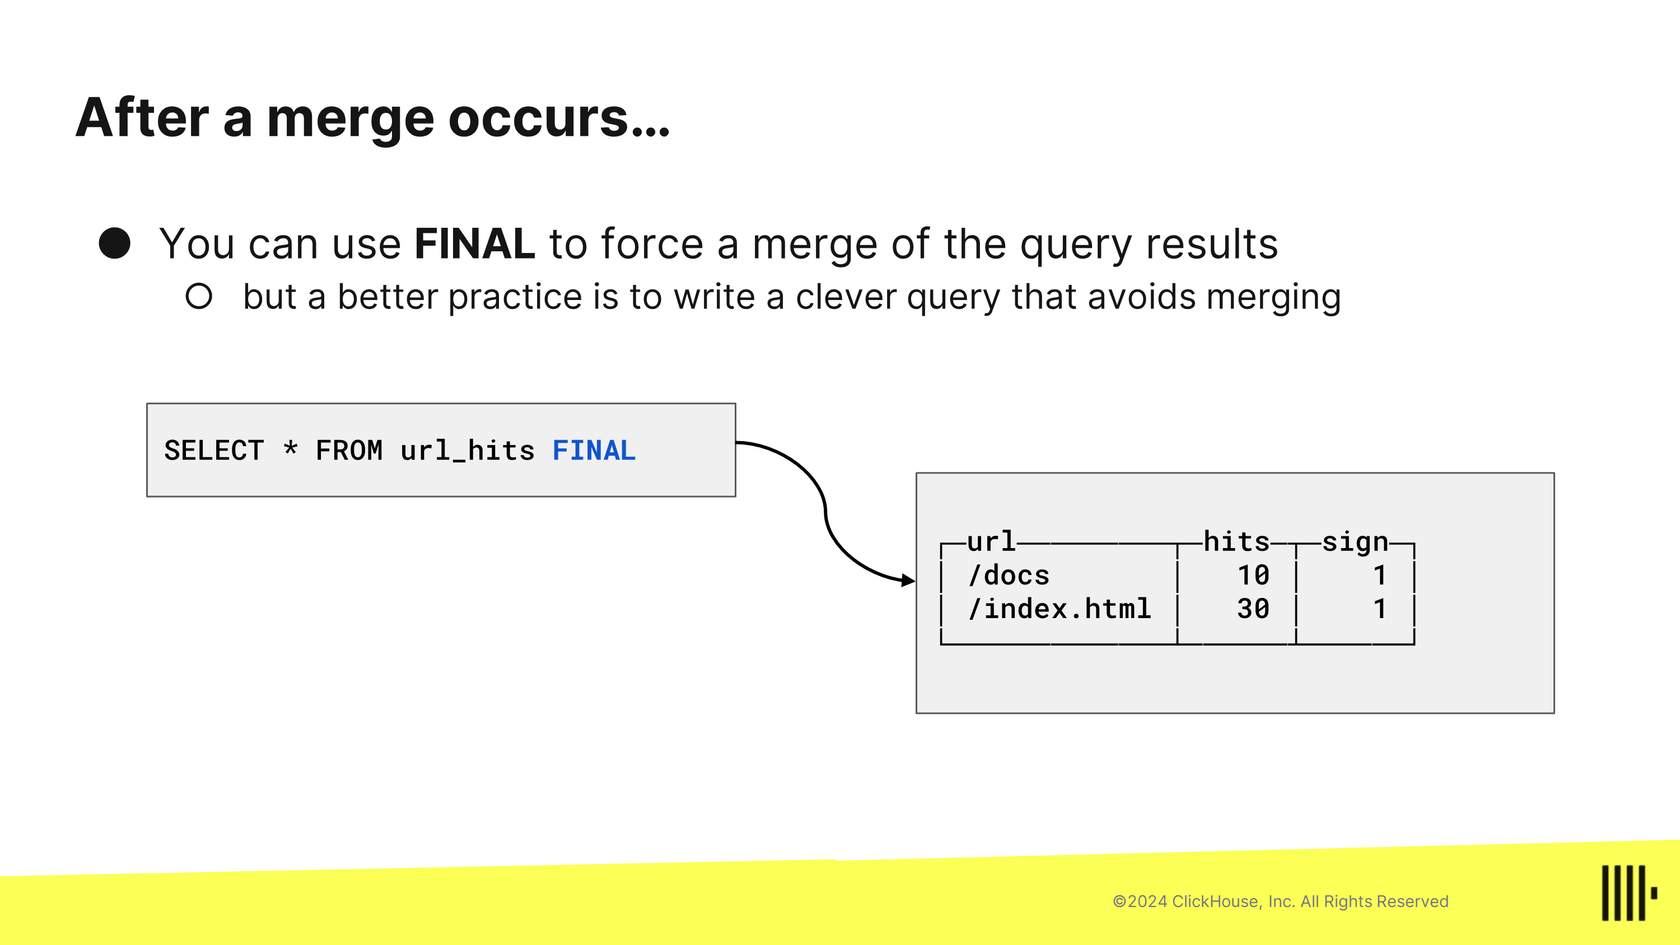 After a merge occurs...
● You can use FINAL to force a merge of the query results
○ but a better practice is to write a clever query that avoids merging
SELECT * FROM url_hits FINAL
┌─url─────────┬─hits─┬─sign─┐
│ /docs       │   10 │    1 │
│ /index.html │   30 │    1 │
└─────────────┴──────┴──────┘
©2024 ClickHouse, Inc. All Rights Reserved